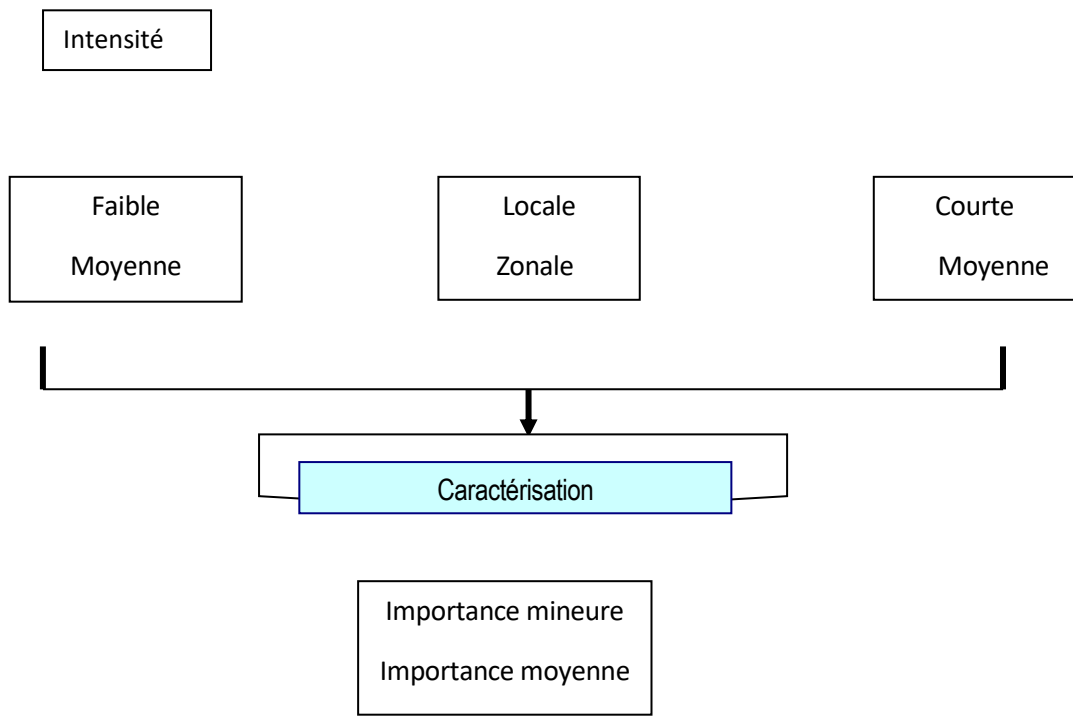 Intensité
Faible
Moyenne
Locale
Zonale
Courte
Moyenne
Caractérisation
Importance mineure
Importance moyenne